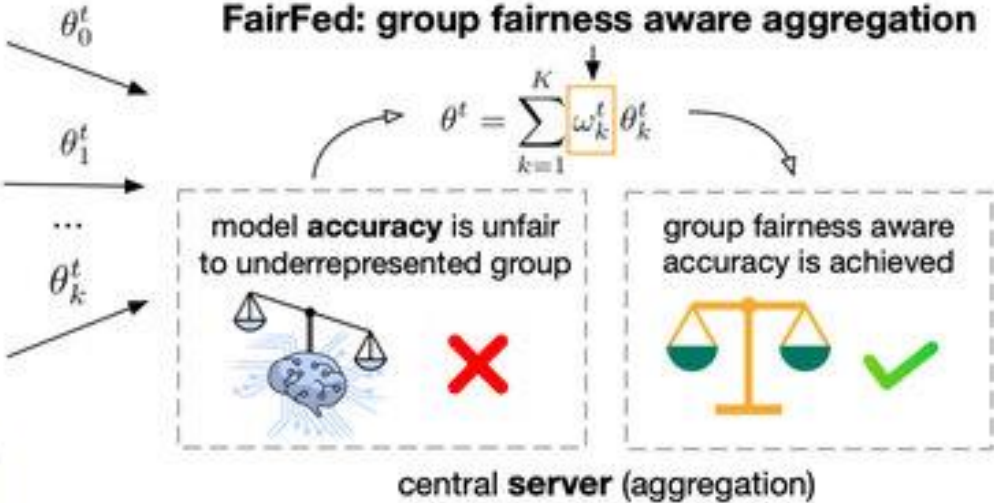 FairFed: group fairness aware aggregation
θ_0^t
θ_1^t
...
θ_k^t
θ^t = ∑_{k=1}^{K} ω_k^t θ_k^t
model accuracy is unfair
to underrepresented group
group fairness aware
accuracy is achieved
central server (aggregation)